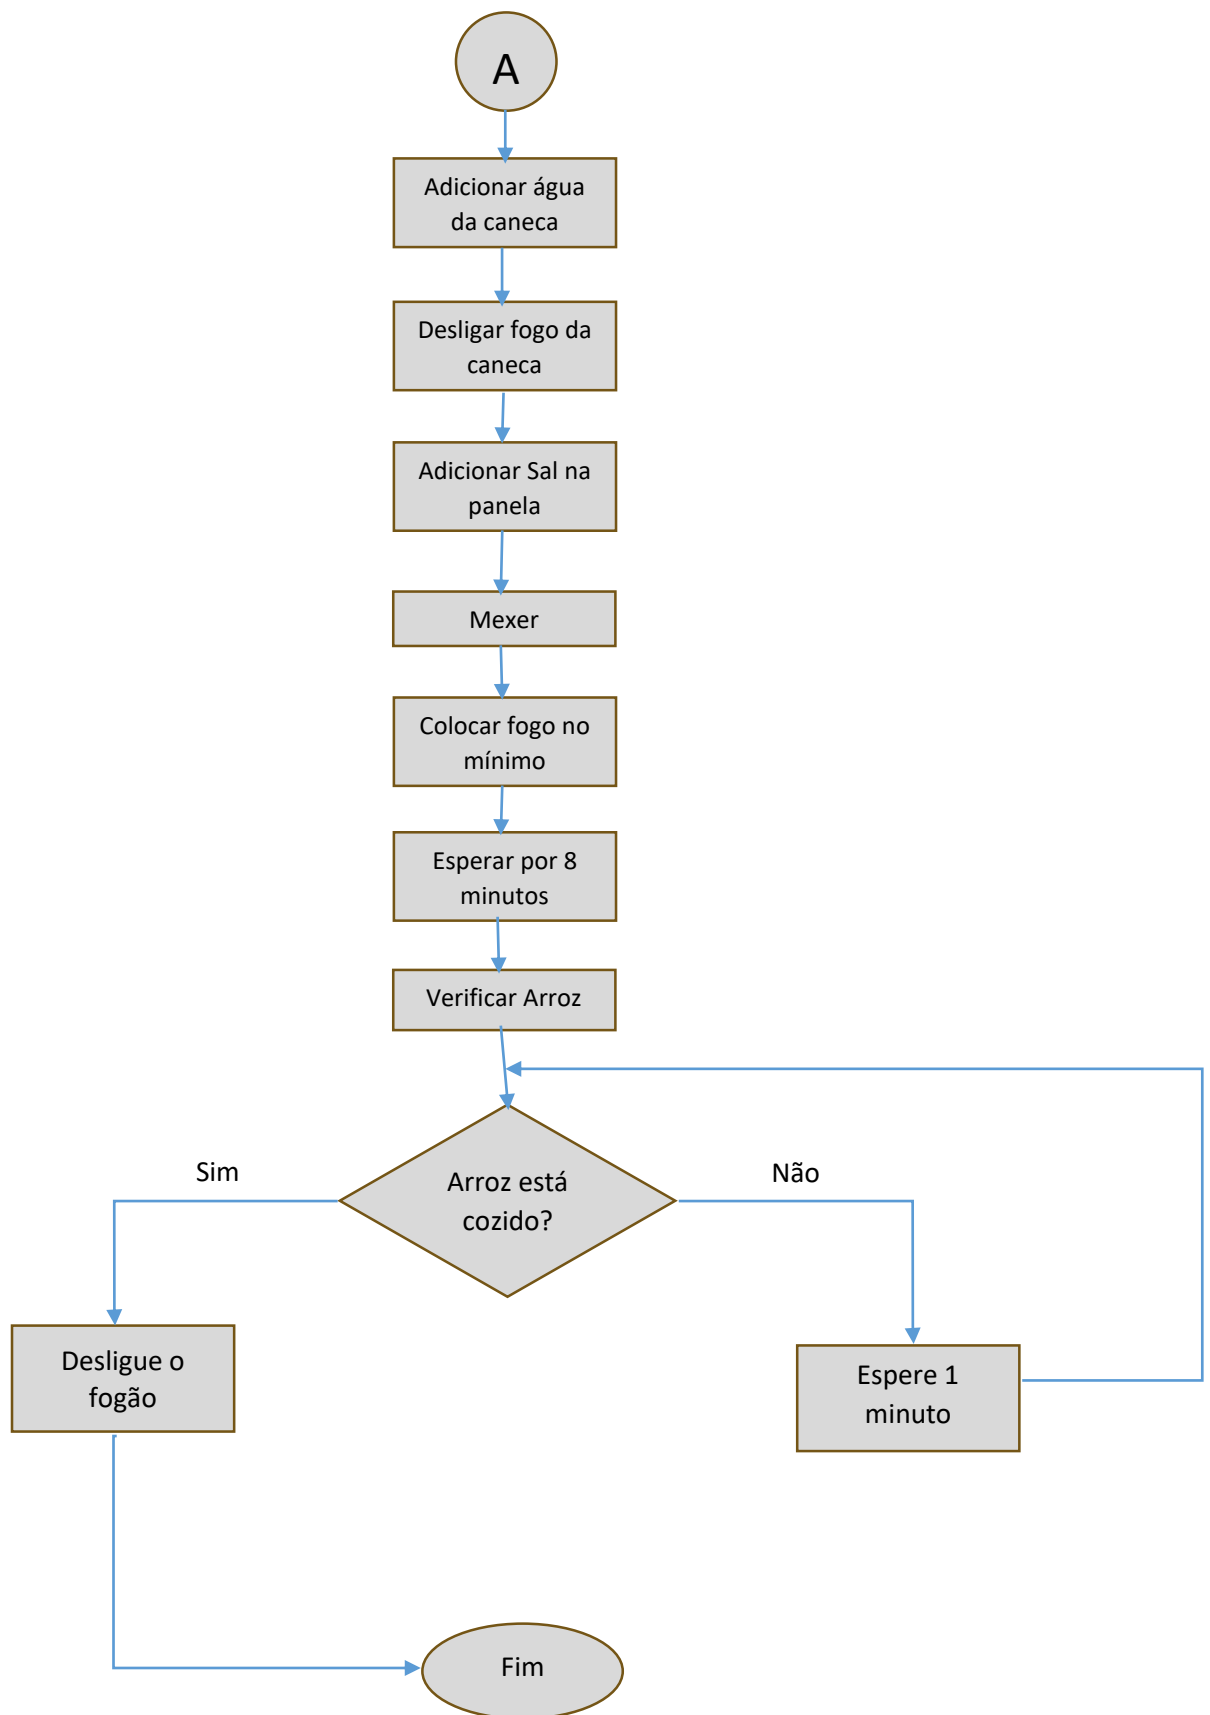 A
Adicionar água
da caneca
Desligar fogo da
caneca
Adicionar Sal na
panela
Mexer
Colocar fogo no
mínimo
Esperar por 8
minutos
Verificar Arroz
Sim
Não
Arroz está
cozido?
Desligue o
fogão
Espere 1
minuto
Fim